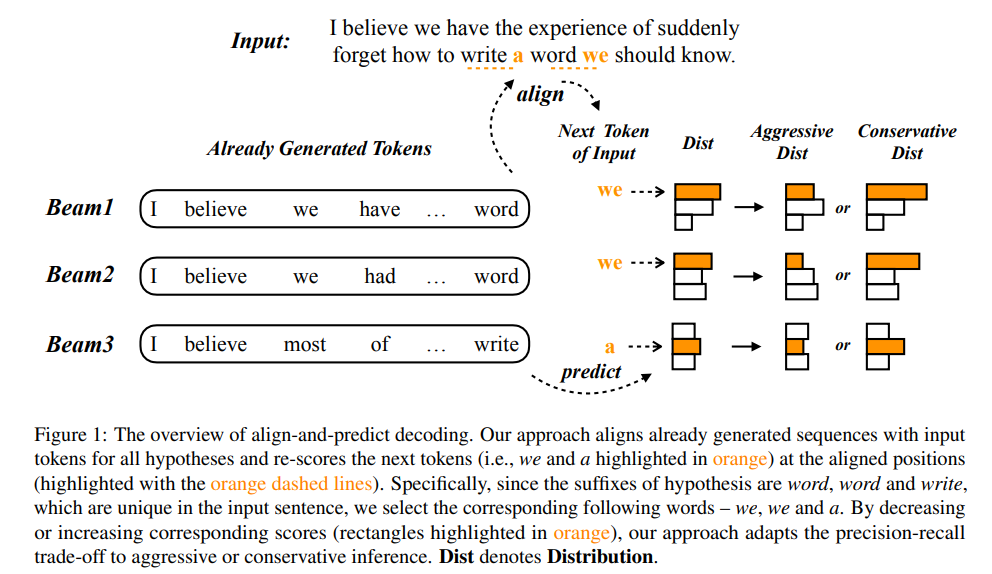 Input:
I believe we have the experience of suddenly
forget how to write a word we should know.
align
Already Generated Tokens
Next Token
of Input
Dist
Aggressive
Dist
Conservative
Dist
Beam1
I believe we have ... word
we
or
Beam2
I believe we had ... word
we
or
Beam3
I believe most of ... write
a
or
predict
Figure 1: The overview of align-and-predict decoding. Our approach aligns already generated sequences with input
tokens for all hypotheses and re-scores the next tokens (i.e., we and a highlighted in orange) at the aligned positions
(highlighted with the orange dashed lines). Specifically, since the suffixes of hypothesis are word, word and write,
which are unique in the input sentence, we select the corresponding following words – we, we and a. By decreasing
or increasing corresponding scores (rectangles highlighted in orange), our approach adapts the precision-recall
trade-off to aggressive or conservative inference. Dist denotes Distribution.